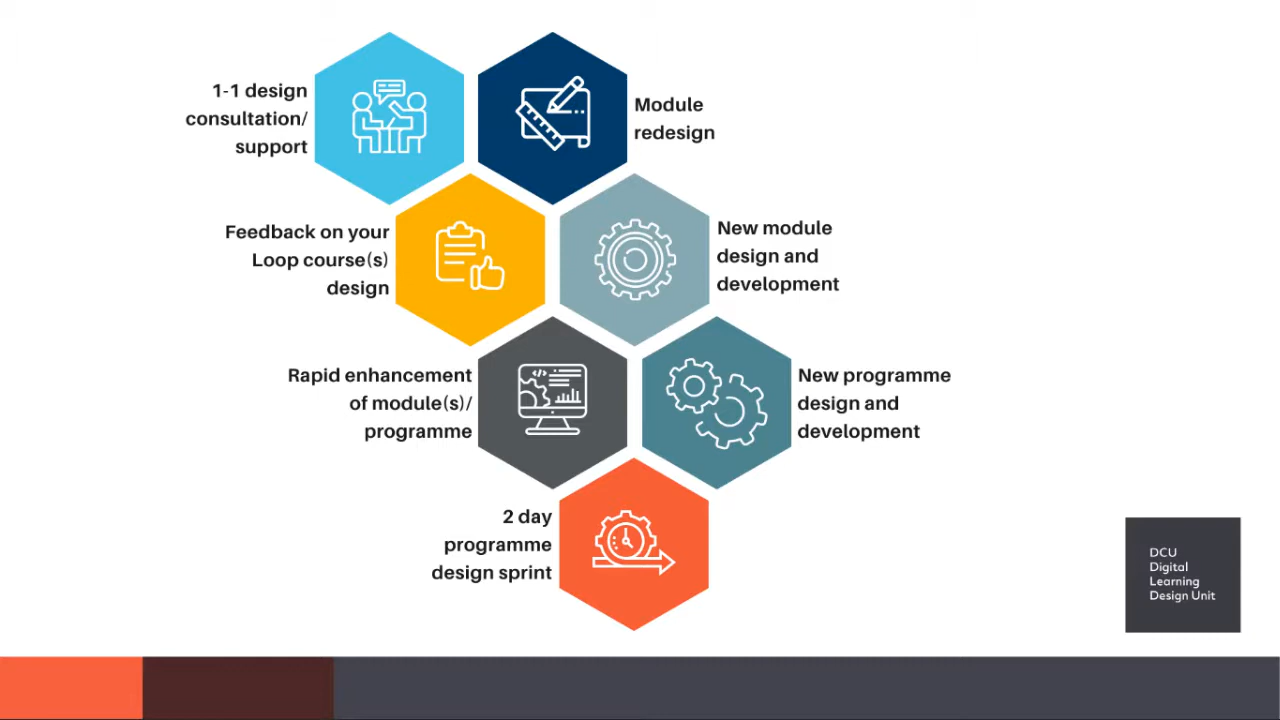 1-1 design
consultation/
support
Module
redesign
Feedback on your
Loop course(s)
design
New module
design and
development
Rapid enhancement
of module(s)/
programme
New programme
design and
development
2 day
programme
design sprint
DCU
Digital
Learning
Design Unit